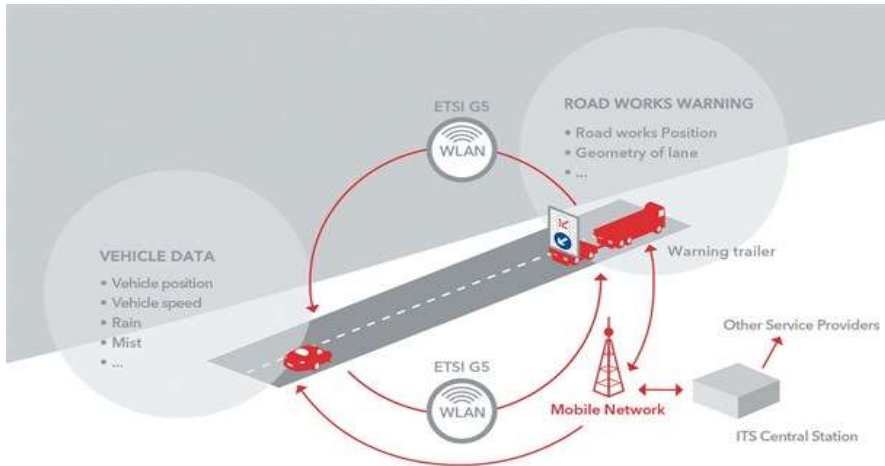 ETSI G5
WLAN
ROAD WORKS WARNING
• Road works Position
• Geometry of lane
• ...
VEHICLE DATA
• Vehicle position
• Vehicle speed
• Rain
• Mist
• ...
Warning trailer
Other Service Providers
ETSI G5
WLAN
Mobile Network
ITS Central Station